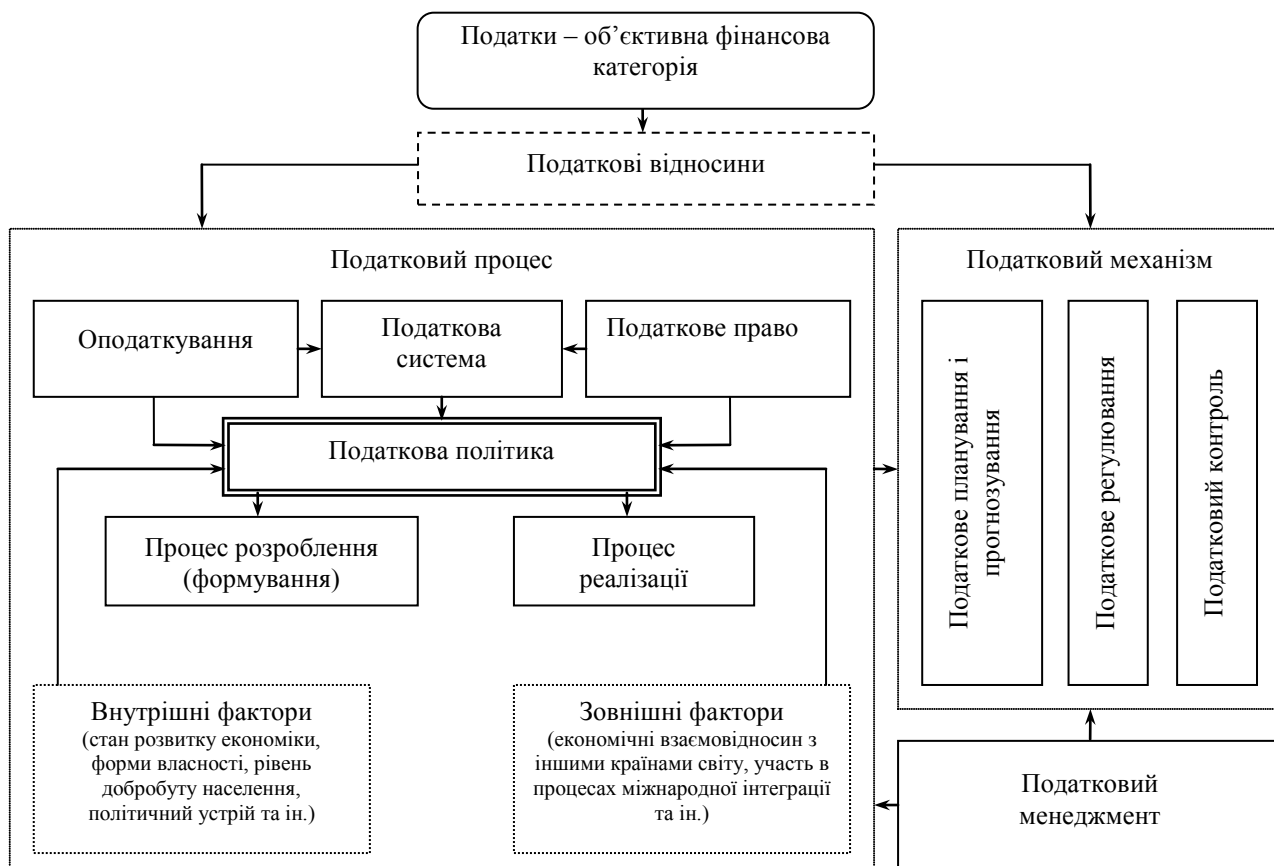 Податки – об’єктивна фінансова
категорія
Податкові відносини
Податковий процес
Оподаткування
Податкова
система
Податкове право
Податкова політика
Процес розроблення
(формування)
Процес
реалізації
Внутрішні фактори
(стан розвитку економіки,
форми власності, рівень
добробуту населення,
політичний устрій та ін.)
Зовнішні фактори
(економічні взаємовідносин з
іншими країнами світу, участь в
процесах міжнародної інтеграції
та ін.)
Податковий механізм
Податкове планування і
прогнозування
Податкове регулювання
Податковий контроль
Податковий
менеджмент